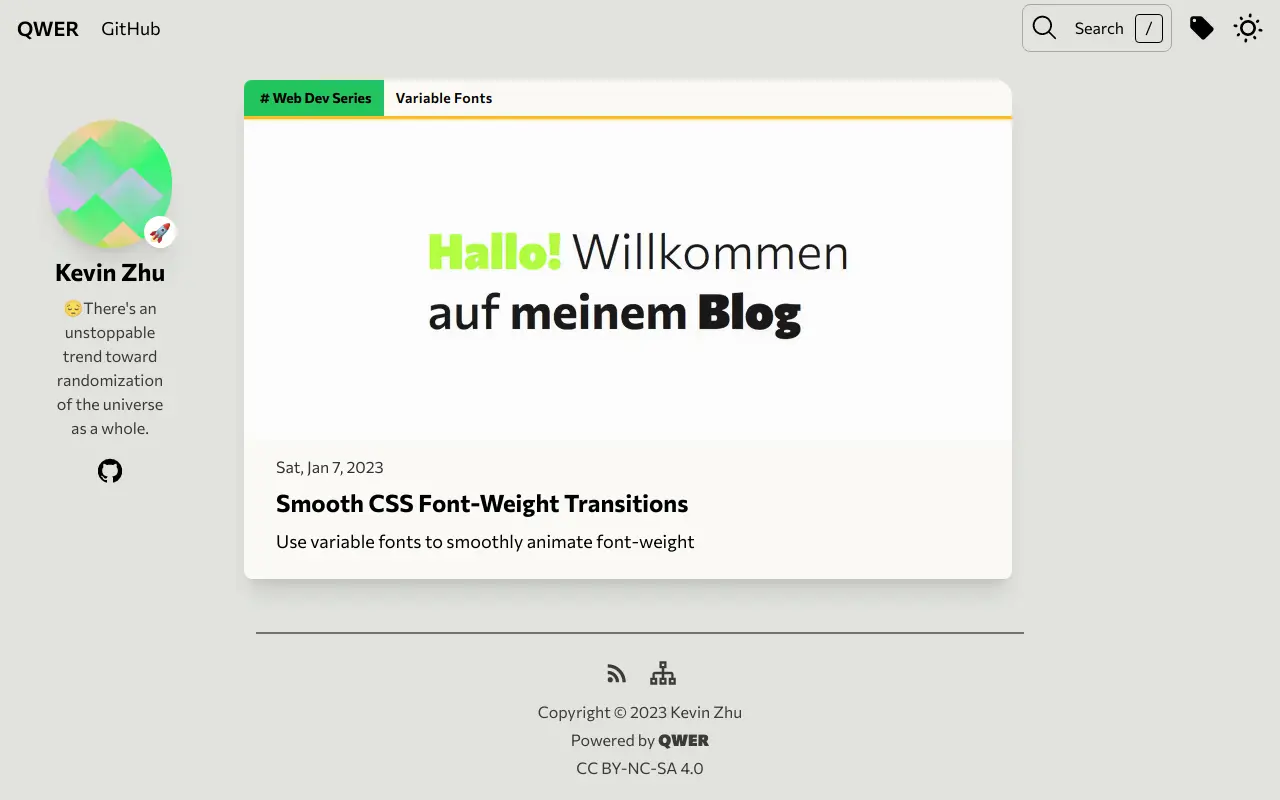 QWER GitHub Search /
# Web Dev Series Variable Fonts
Hallo! Willkommen
auf meinem Blog
Kevin Zhu
😔There's an
unstoppable
trend toward
randomization
of the universe
as a whole.
Sat, Jan 7, 2023
Smooth CSS Font-Weight Transitions
Use variable fonts to smoothly animate font-weight
Copyright © 2023 Kevin Zhu
Powered by QWER
CC BY-NC-SA 4.0